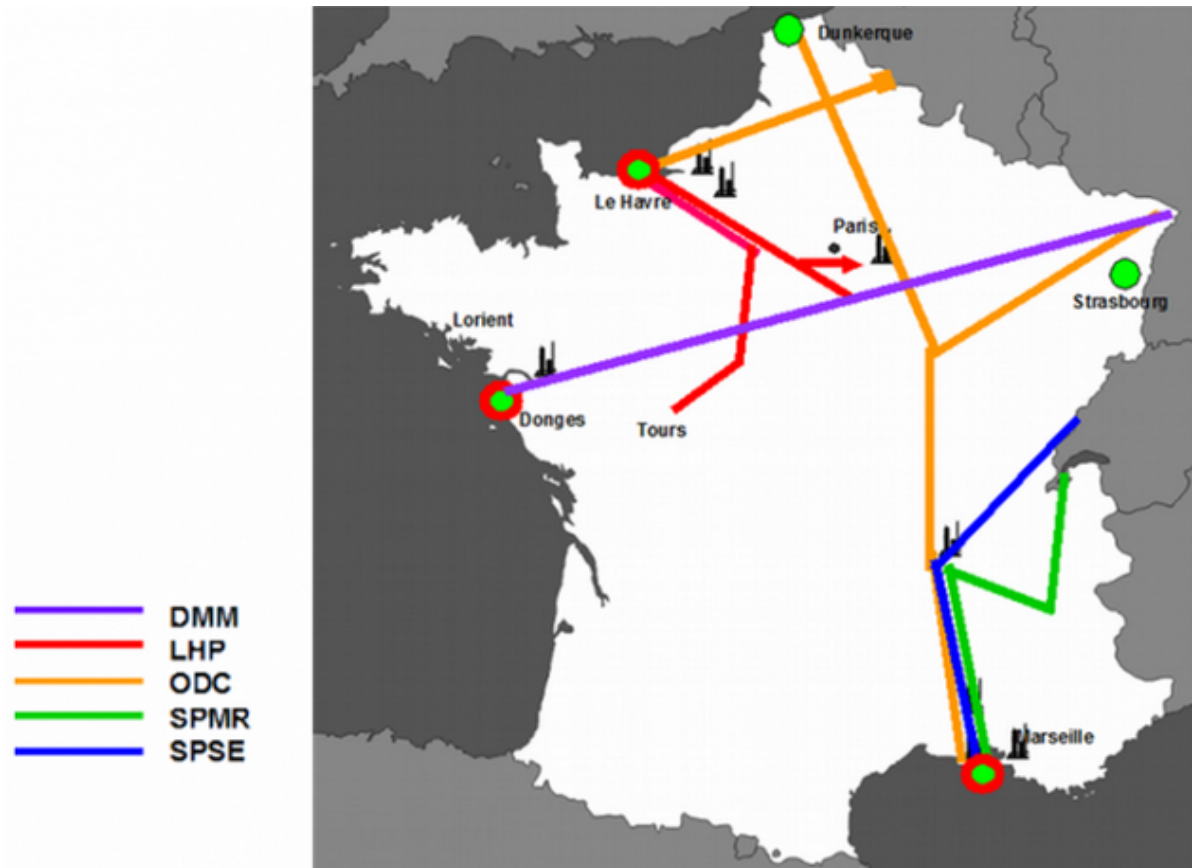 Dunkerque
Le Havre
Paris
Strasbourg
Lorient
Donges
Tours
Marseille
DMM
LHP
ODC
SPMR
SPSE